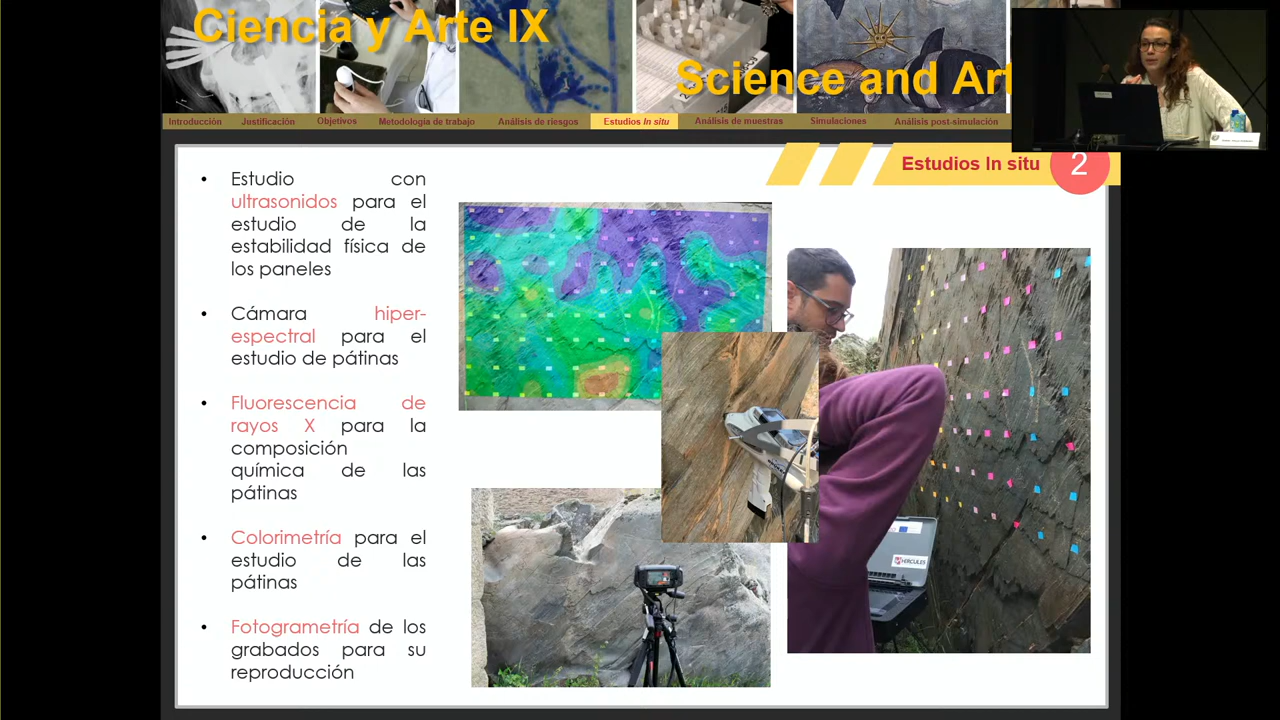 Ciencia y Arte IX
Science and Art
Introducción
Justificación
Objetivos
Metodología de trabajo
Análisis de riesgos
Estudios In situ
Análisis de muestras
Simulaciones
Análisis post-simulación
Estudios In situ
2
• Estudio con
ultrasonidos para el
estudio de la
estabilidad física de
los paneles
• Cámara hiper-
espectral para el
estudio de pátinas
• Fluorescencia de
rayos X para la
composición
química de las
pátinas
• Colorimetría para el
estudio de las
pátinas
• Fotogrametría de los
grabados para su
reproducción
HERCULES